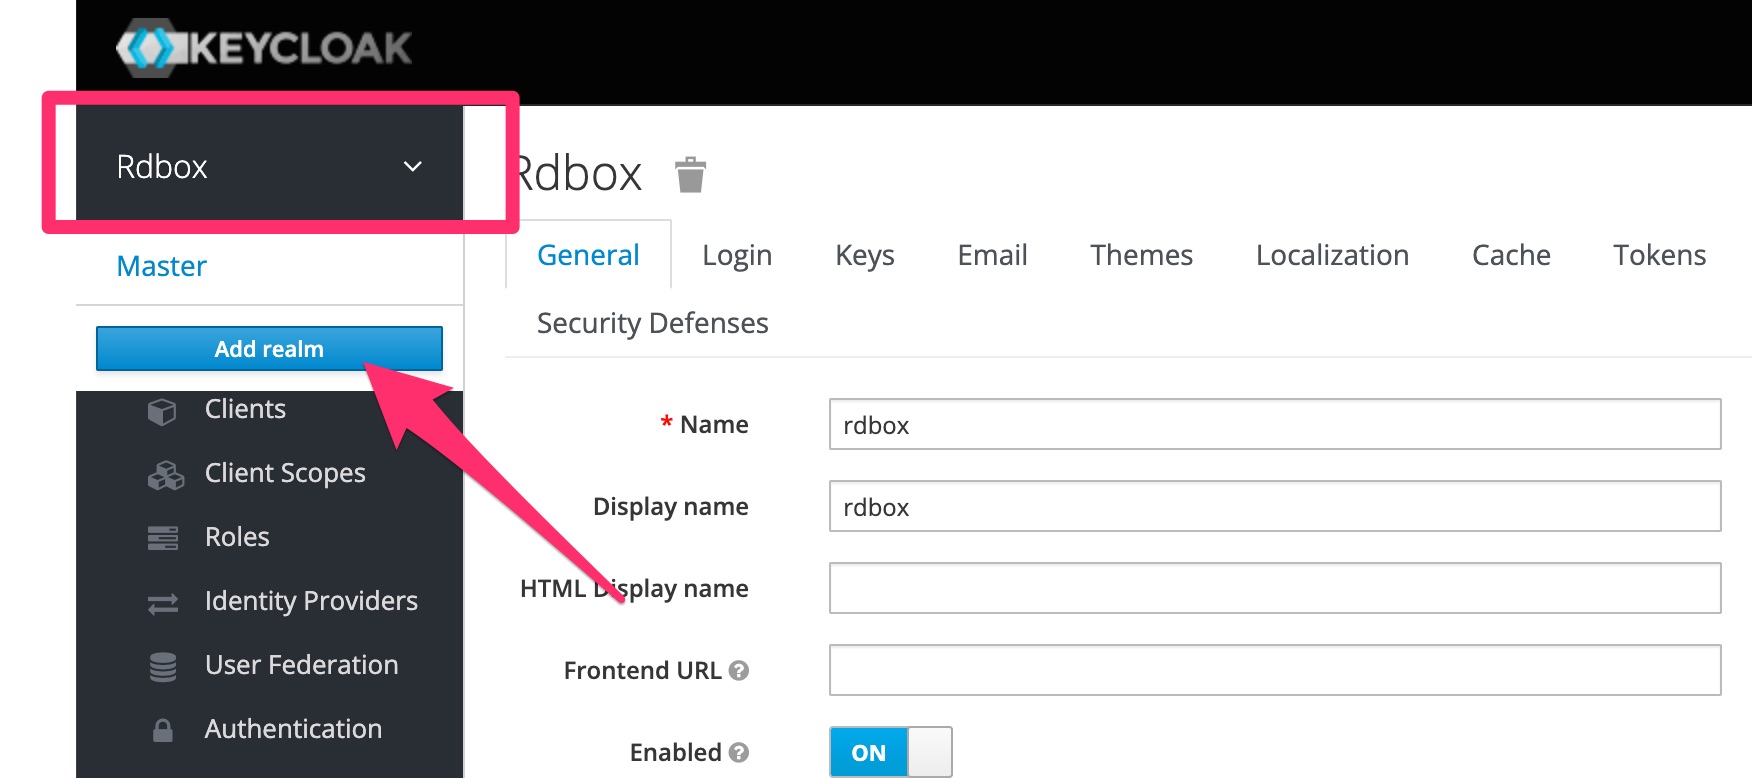 KEYCLOAK
Rdbox
Master
Add realm
Clients
Client Scopes
Roles
Identity Providers
User Federation
Authentication
Rdbox
General Login Keys Email Themes Localization Cache Tokens
Security Defenses
* Name rdbox
Display name rdbox
HTML Display name
Frontend URL ?
Enabled ? ON